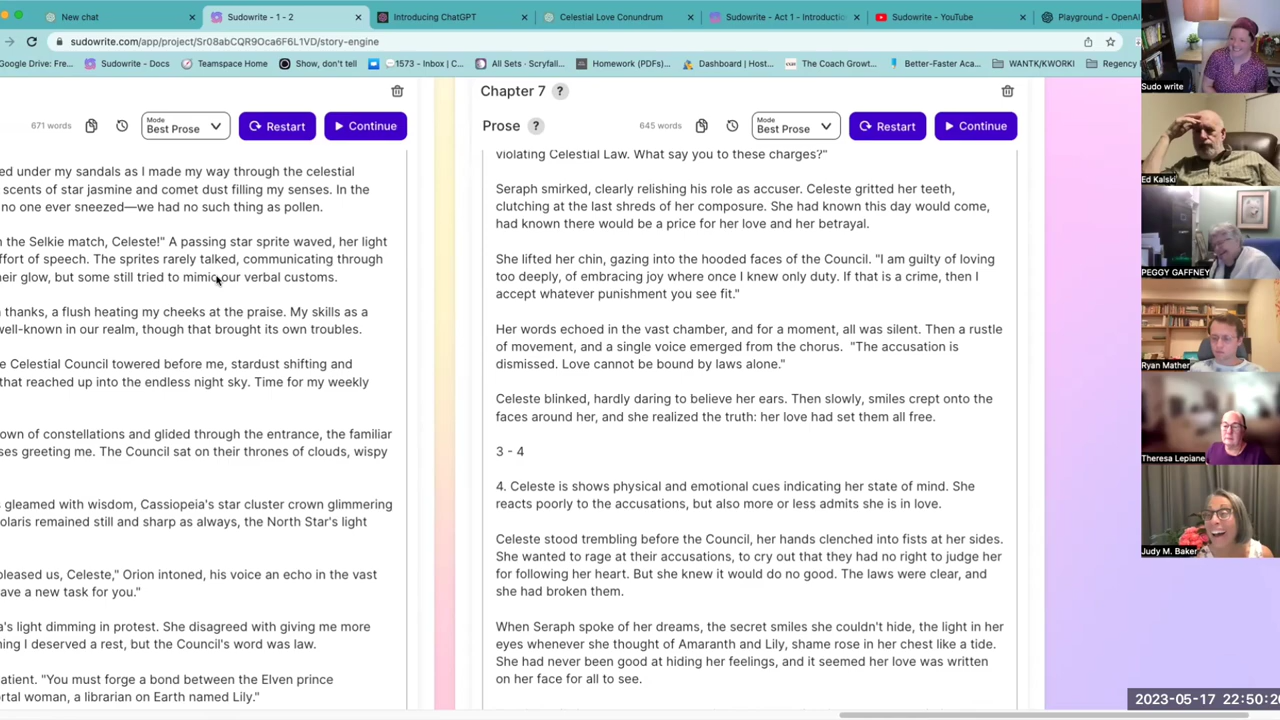 New chat
Sudowrite - 1 - 2
Introducing ChatGPT
Celestial Love Conundrum
Sudowrite - Act 1 - Introductio
Sudowrite - YouTube
Playground - OpenAI
sudowrite.com/app/project/Sr08abCQR9Oca6F6L1VD/story-engine
Google Drive: Fre...
Sudowrite - Docs
Teamspace Home
Show, don't tell
1573 - Inbox | C...
All Sets · Scryfall...
Homework (PDFs)...
Dashboard | Host...
The Coach Growt...
Better-Faster Aca...
WANTK/KWORKI
Regency
671 words
Mode
Best Prose
Restart
Continue
ed under my sandals as I made my way through the celestial
scents of star jasmine and comet dust filling my senses. In the
no one ever sneezed—we had no such thing as pollen.
n the Selkie match, Celeste!" A passing star sprite waved, her light
ffort of speech. The sprites rarely talked, communicating through
heir glow, but some still tried to mimic our verbal customs.
thanks, a flush heating my cheeks at the praise. My skills as a
well-known in our realm, though that brought its own troubles.
e Celestial Council towered before me, stardust shifting and
that reached up into the endless night sky. Time for my weekly
own of constellations and glided through the entrance, the familiar
ses greeting me. The Council sat on their thrones of clouds, wispy
s gleamed with wisdom, Cassiopeia's star cluster crown glimmering
olaris remained still and sharp as always, the North Star's light
pleased us, Celeste," Orion intoned, his voice an echo in the vast
ave a new task for you."
a's light dimming in protest. She disagreed with giving me more
ning I deserved a rest, but the Council's word was law.
atient. "You must forge a bond between the Elven prince
ortal woman, a librarian on Earth named Lily."
Chapter 7 ?
Prose ?
645 words
Mode
Best Prose
Restart
Continue
violating Celestial Law. What say you to these charges?"
Seraph smirked, clearly relishing his role as accuser. Celeste gritted her teeth,
clutching at the last shreds of her composure. She had known this day would come,
had known there would be a price for her love and her betrayal.
She lifted her chin, gazing into the hooded faces of the Council. "I am guilty of loving
too deeply, of embracing joy where once I knew only duty. If that is a crime, then I
accept whatever punishment you see fit."
Her words echoed in the vast chamber, and for a moment, all was silent. Then a rustle
of movement, and a single voice emerged from the chorus. "The accusation is
dismissed. Love cannot be bound by laws alone."
Celeste blinked, hardly daring to believe her ears. Then slowly, smiles crept onto the
faces around her, and she realized the truth: her love had set them all free.
3 - 4
4. Celeste is shows physical and emotional cues indicating her state of mind. She
reacts poorly to the accusations, but also more or less admits she is in love.
Celeste stood trembling before the Council, her hands clenched into fists at her sides.
She wanted to rage at their accusations, to cry out that they had no right to judge her
for following her heart. But she knew it would do no good. The laws were clear, and
she had broken them.
When Seraph spoke of her dreams, the secret smiles she couldn't hide, the light in her
eyes whenever she thought of Amaranth and Lily, shame rose in her chest like a tide.
She had never been good at hiding her feelings, and it seemed her love was written
on her face for all to see.
Sudo write
Ed Kalski
PEGGY GAFFNEY
Ryan Mather
Theresa Lepiane
Judy M. Baker
2023-05-17 22:50:2